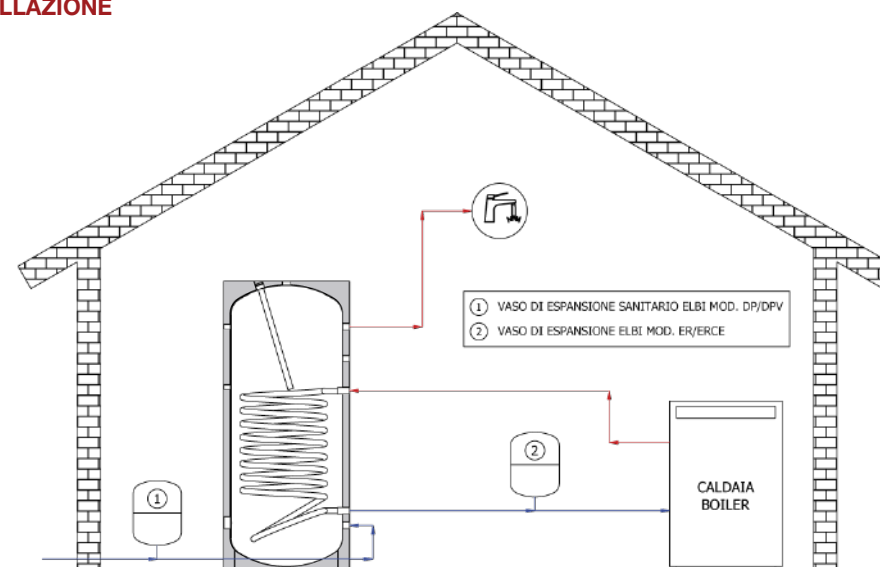 LLAZIONE
1 VASO DI ESPANSIONE SANITARIO ELBI MOD. DP/DPV
2 VASO DI ESPANSIONE ELBI MOD. ER/ERCE
2
1
CALDAIA
BOILER